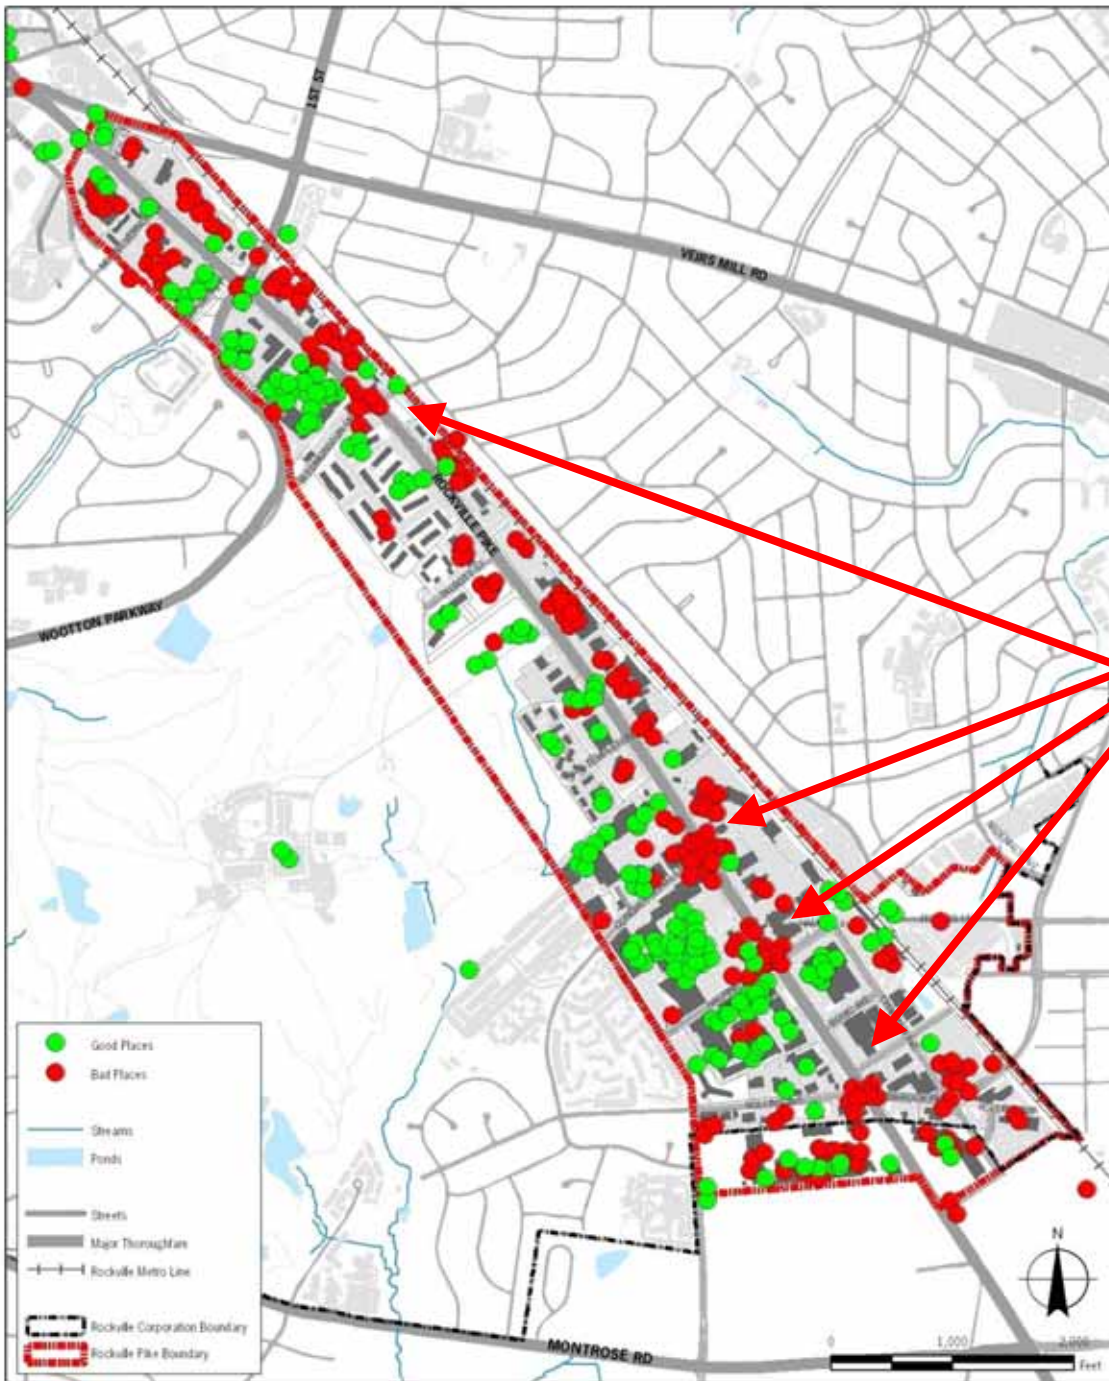 1ST ST
VEIRS MILL RD
ROCKVILLE PIKE
WOOTTON PARKWAY
Good Places
Bad Places
Streams
Ponds
Streets
Major Thoroughfare
Rockville Metro Line
Rockville Corporation Boundary
Rockville Pike Boundary
MONTROSE RD
N
0 1,000 2,000
Feet